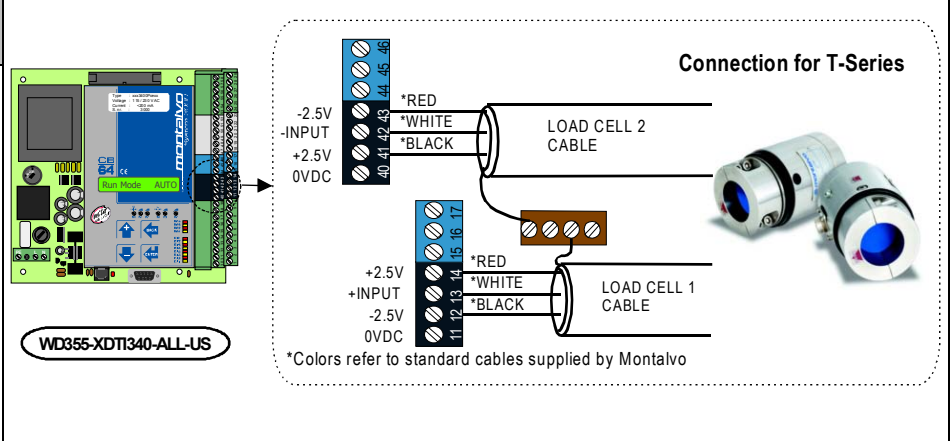 Connection for T-Series
46
45
44
-2.5V 43 *RED
-INPUT 42 *WHITE
+2.5V 41 *BLACK
0VDC 40
LOAD CELL 2
CABLE
17
16
15
+2.5V 14 *RED
+INPUT 13 *WHITE
-2.5V 12 *BLACK
0VDC 11
LOAD CELL 1
CABLE
*Colors refer to standard cables supplied by Montalvo
montalvo
CE
Run Mode AUTO
BACK
ENTER
WD355-XDTI340-ALL-US